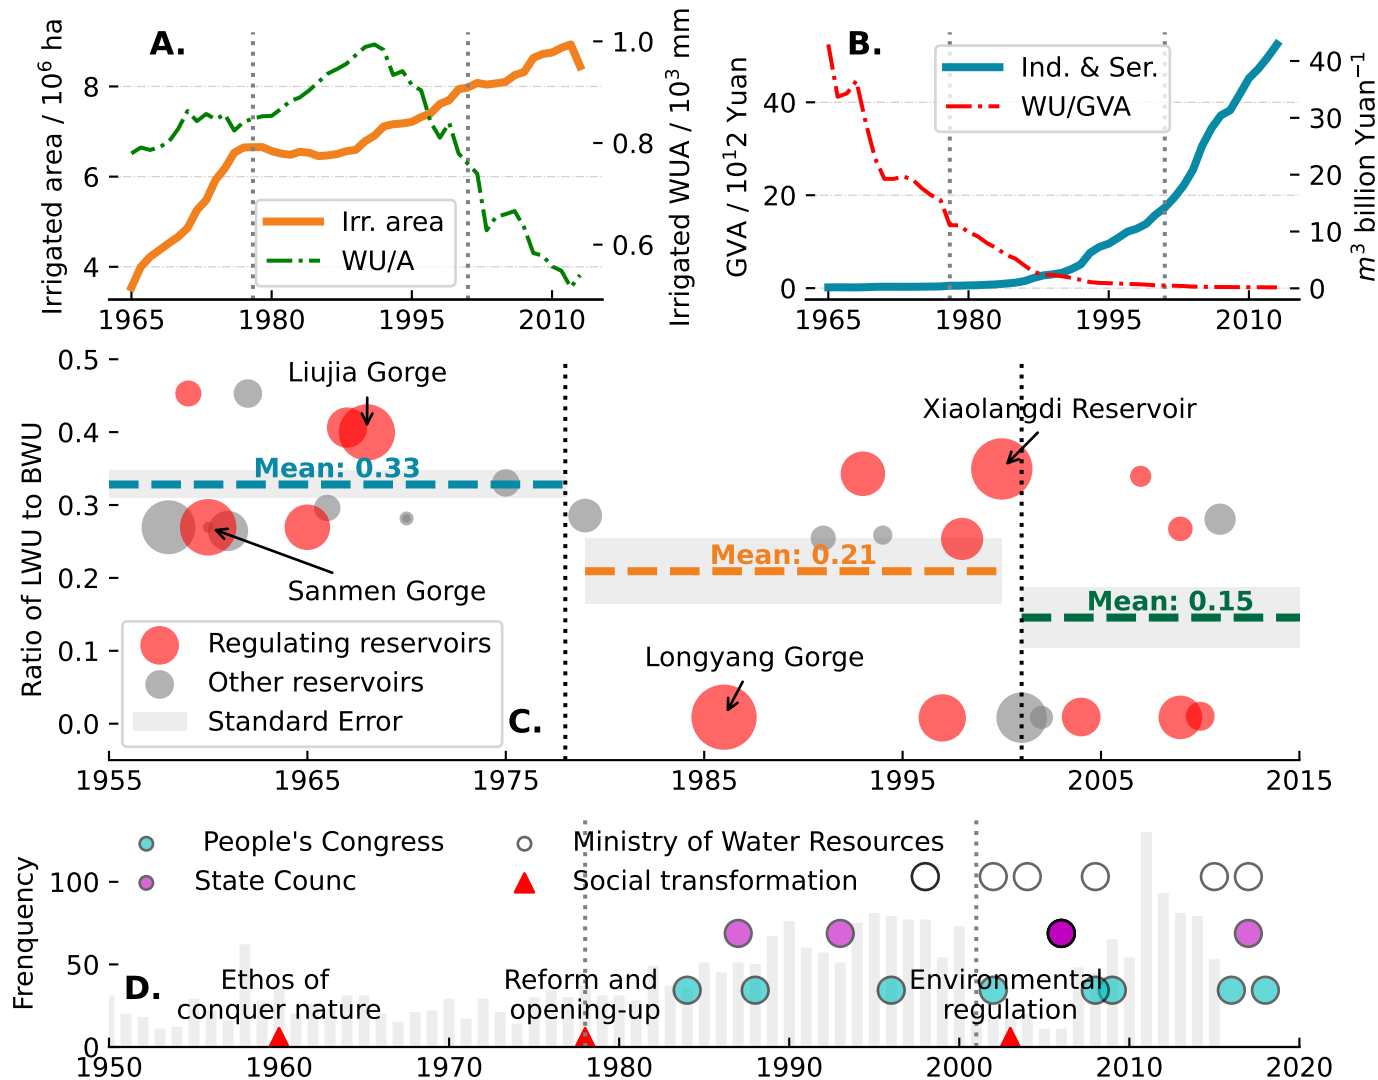 A.
Irrigated area / 10⁶ ha
8
6
4
1.0
0.8
0.6
Irrigated WUA / 10³ mm
Irr. area
WU/A
1965 1980 1995 2010
B.
GVA / 10¹2 Yuan
40
20
0
40
30
20
10
0
m³ billion Yuan⁻¹
Ind. & Ser.
WU/GVA
1965 1980 1995 2010
Ratio of LWU to BWU
0.5
0.4
0.3
0.2
0.1
0.0
Liujia Gorge
Xiaolangdi Reservoir
Mean: 0.33
Mean: 0.21
Sanmen Gorge
Mean: 0.15
Longyang Gorge
Regulating reservoirs
Other reservoirs
Standard Error
C.
1955 1965 1975 1985 1995 2005 2015
Frenquency
100
50
0
People's Congress
State Counc
Ministry of Water Resources
Social transformation
D.
Ethos of
conquer nature
Reform and
opening-up
Environmental
regulation
1950 1960 1970 1980 1990 2000 2010 2020